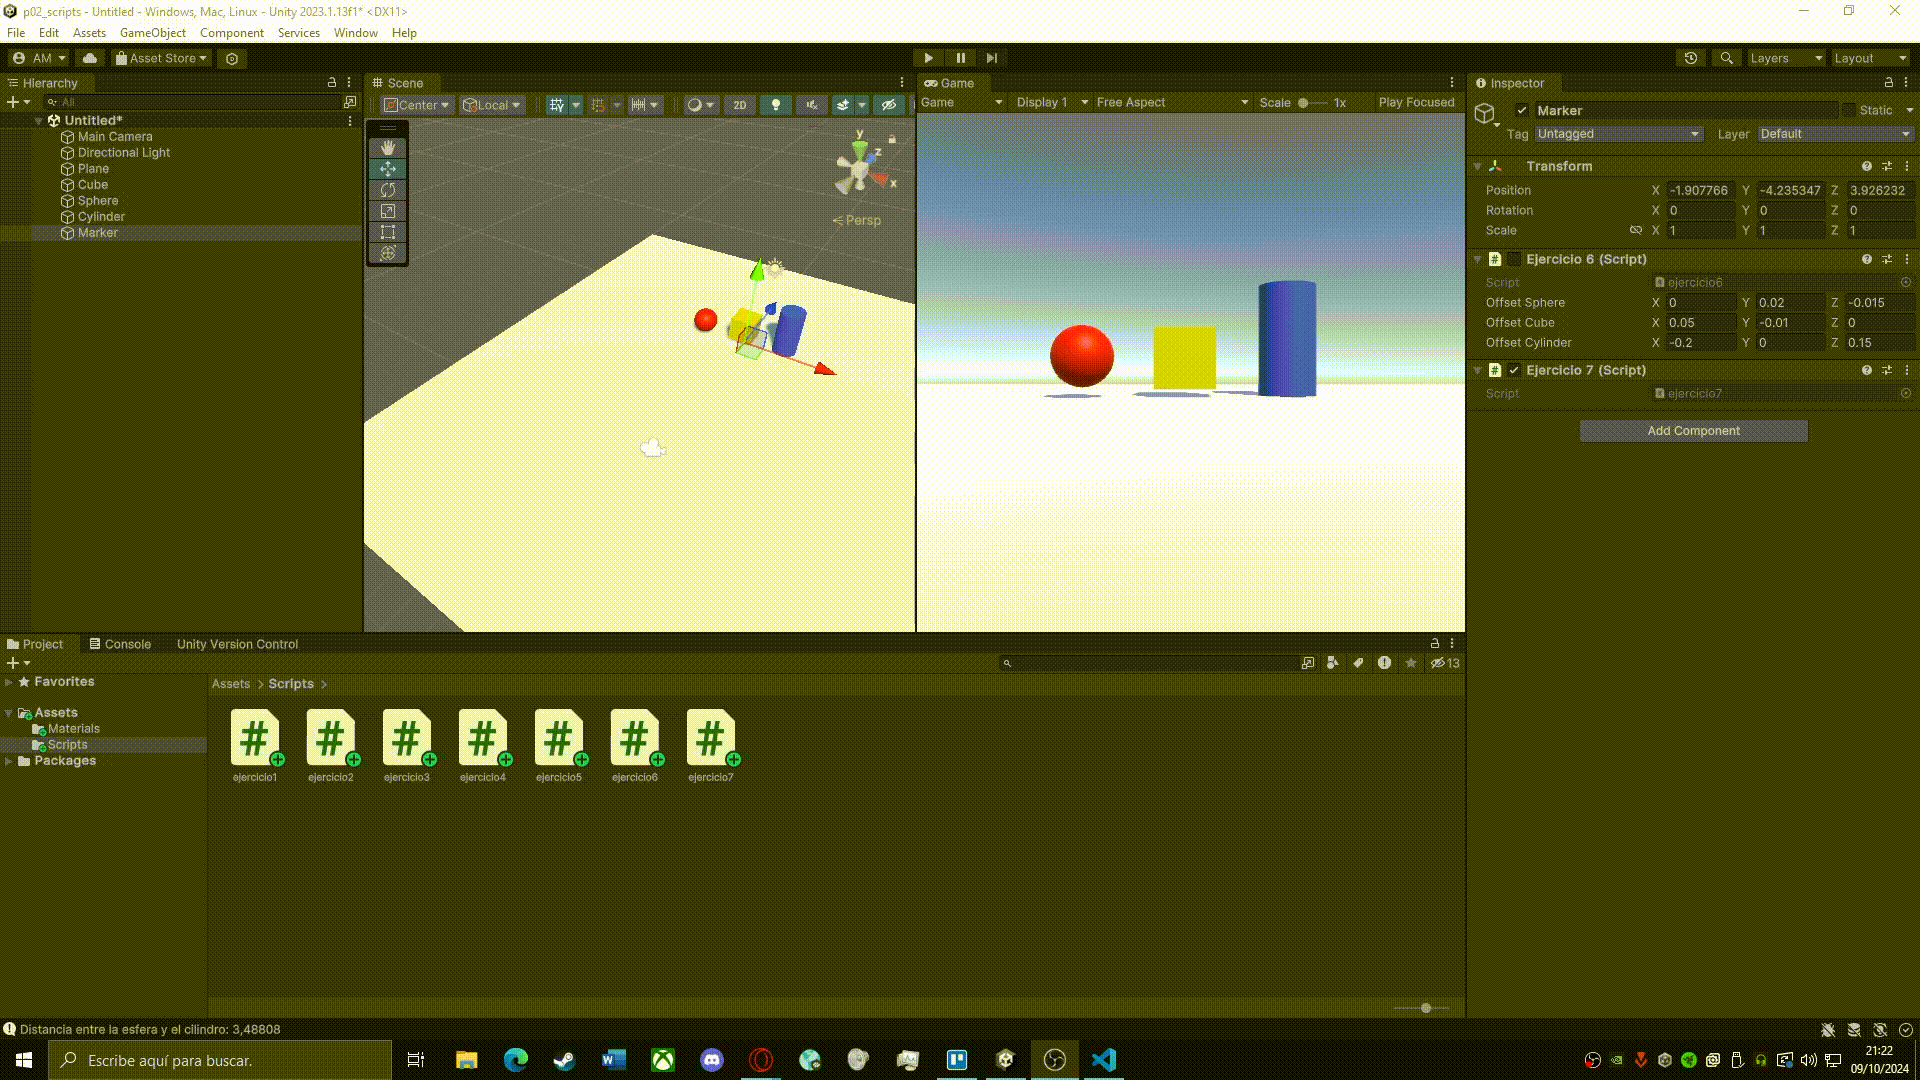 p02_scripts - Untitled - Windows, Mac, Linux - Unity 2023.1.13f1* <DX11>
File Edit Assets GameObject Component Services Window Help
AM Asset Store Layers Layout
Hierarchy
All
Untitled*
Main Camera
Directional Light
Plane
Cube
Sphere
Cylinder
Marker
Scene
Center Local 2D
y
z
x
Persp
Game
Game Display 1 Free Aspect Scale 1x Play Focused
Inspector
Marker Static
Tag Untagged Layer Default
Transform
Position X -1.907766 Y -4.235347 Z 3.926232
Rotation X 0 Y 0 Z 0
Scale X 1 Y 1 Z 1
# Ejercicio 6 (Script)
Script ejercicio6
Offset Sphere X 0 Y 0.02 Z -0.015
Offset Cube X 0.05 Y -0.01 Z 0
Offset Cylinder X -0.2 Y 0 Z 0.15
# Ejercicio 7 (Script)
Script ejercicio7
Add Component
Project Console Unity Version Control
13
Favorites
Assets
Materials
Scripts
Packages
Assets > Scripts >
# # # # # # #
ejercicio1 ejercicio2 ejercicio3 ejercicio4 ejercicio5 ejercicio6 ejercicio7
Distancia entre la esfera y el cilindro: 3,48808
Escribe aquí para buscar.
21:22
09/10/2024